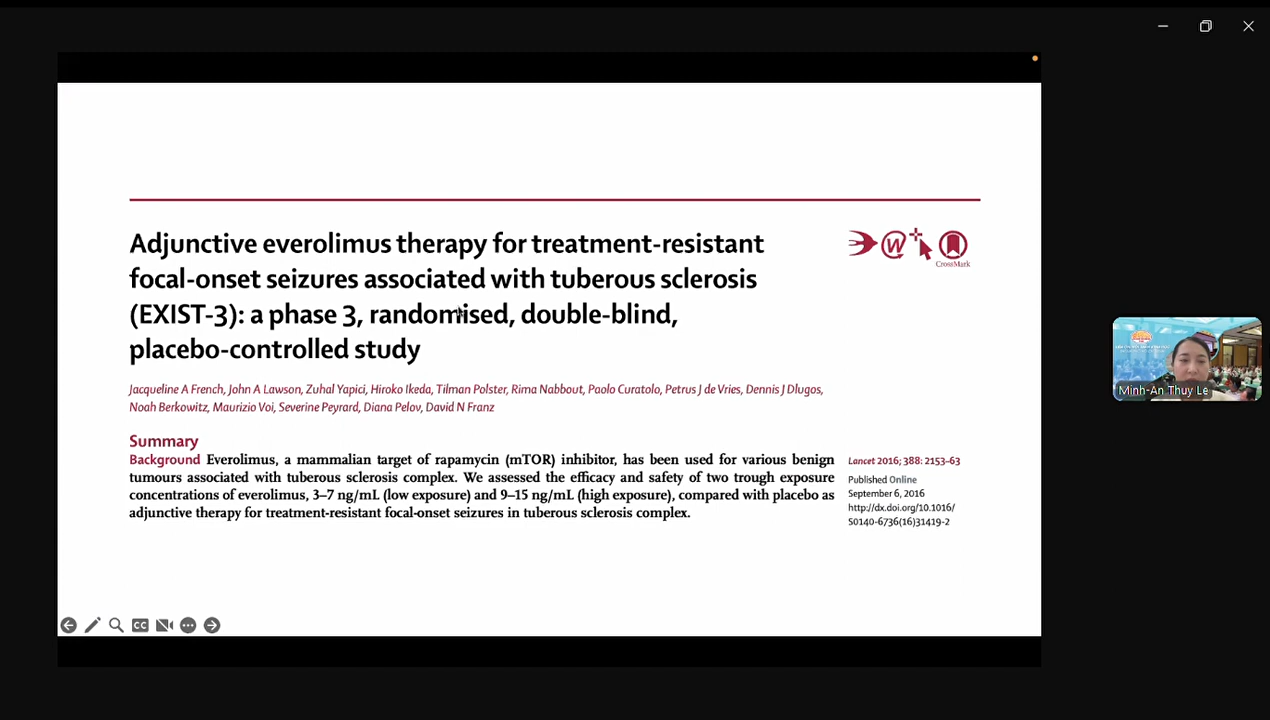 Adjunctive everolimus therapy for treatment-resistant
focal-onset seizures associated with tuberous sclerosis
(EXIST-3): a phase 3, randomised, double-blind,
placebo-controlled study
W
CrossMark
Jacqueline A French, John A Lawson, Zuhal Yapici, Hiroko Ikeda, Tilman Polster, Rima Nabbout, Paolo Curatolo, Petrus J de Vries, Dennis J Dlugos,
Noah Berkowitz, Maurizio Voi, Severine Peyrard, Diana Pelov, David N Franz
Summary
Background Everolimus, a mammalian target of rapamycin (mTOR) inhibitor, has been used for various benign
tumours associated with tuberous sclerosis complex. We assessed the efficacy and safety of two trough exposure
concentrations of everolimus, 3–7 ng/mL (low exposure) and 9–15 ng/mL (high exposure), compared with placebo as
adjunctive therapy for treatment-resistant focal-onset seizures in tuberous sclerosis complex.
Lancet 2016; 388: 2153–63
Published Online
September 6, 2016
http://dx.doi.org/10.1016/
S0140-6736(16)31419-2
CC
Minh-An Thuy Le